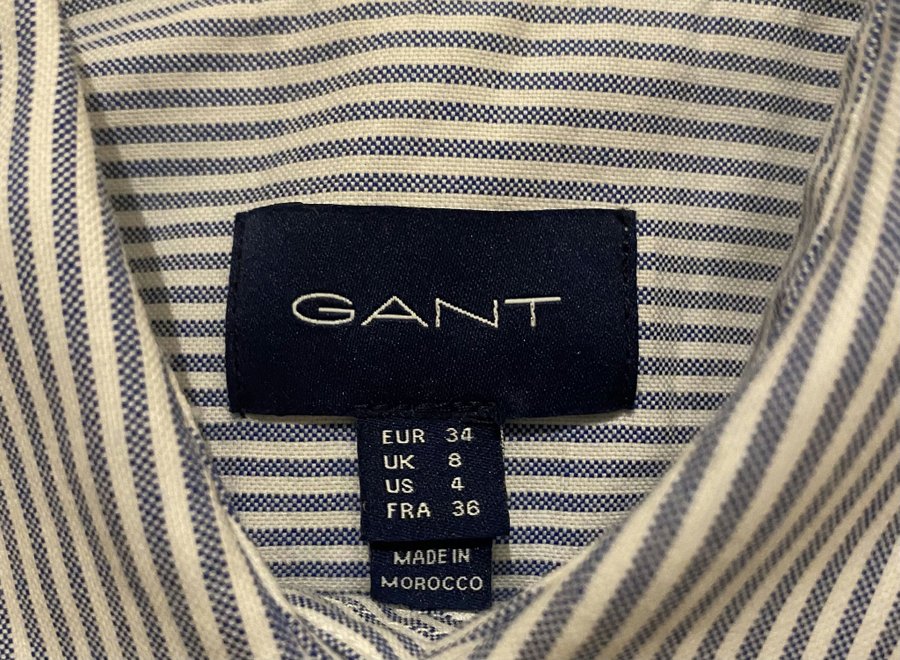 GANT
EUR 34
UK 8
US 4
FRA 36
MADE IN
MOROCCO